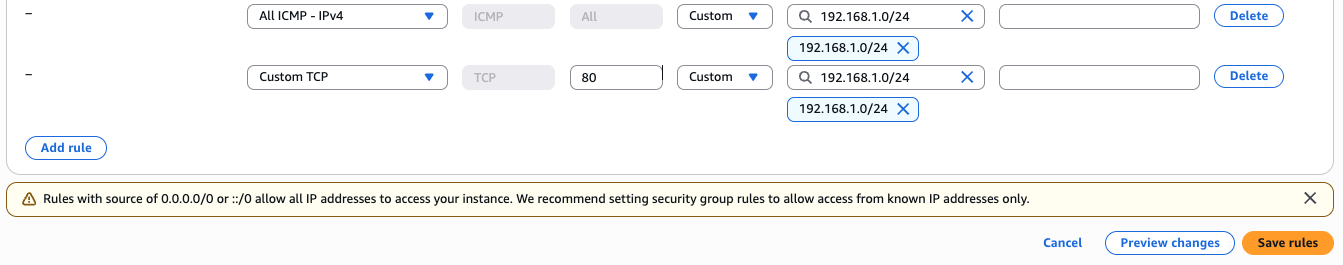 – All ICMP - IPv4 ICMP All Custom 192.168.1.0/24 Delete
192.168.1.0/24
– Custom TCP TCP 80 Custom 192.168.1.0/24 Delete
192.168.1.0/24
Add rule
Rules with source of 0.0.0.0/0 or ::/0 allow all IP addresses to access your instance. We recommend setting security group rules to allow access from known IP addresses only.
Cancel Preview changes Save rules